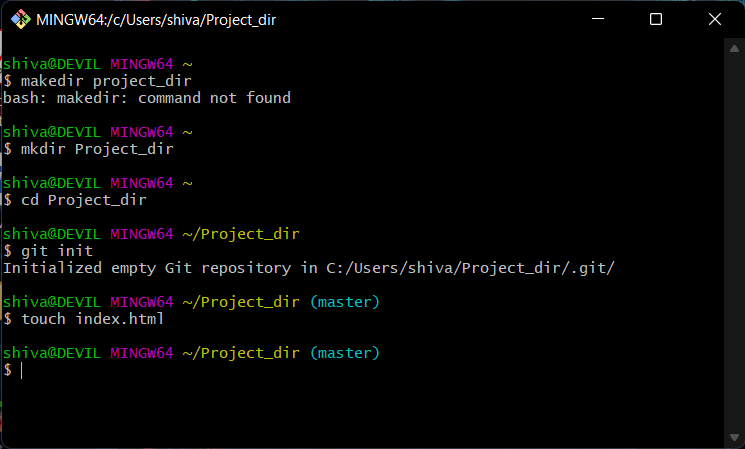 MINGW64:/c/Users/shiva/Project_dir
shiva@DEVIL MINGW64 ~
$ makedir project_dir
bash: makedir: command not found
shiva@DEVIL MINGW64 ~
$ mkdir Project_dir
shiva@DEVIL MINGW64 ~
$ cd Project_dir
shiva@DEVIL MINGW64 ~/Project_dir
$ git init
Initialized empty Git repository in C:/Users/shiva/Project_dir/.git/
shiva@DEVIL MINGW64 ~/Project_dir (master)
$ touch index.html
shiva@DEVIL MINGW64 ~/Project_dir (master)
$